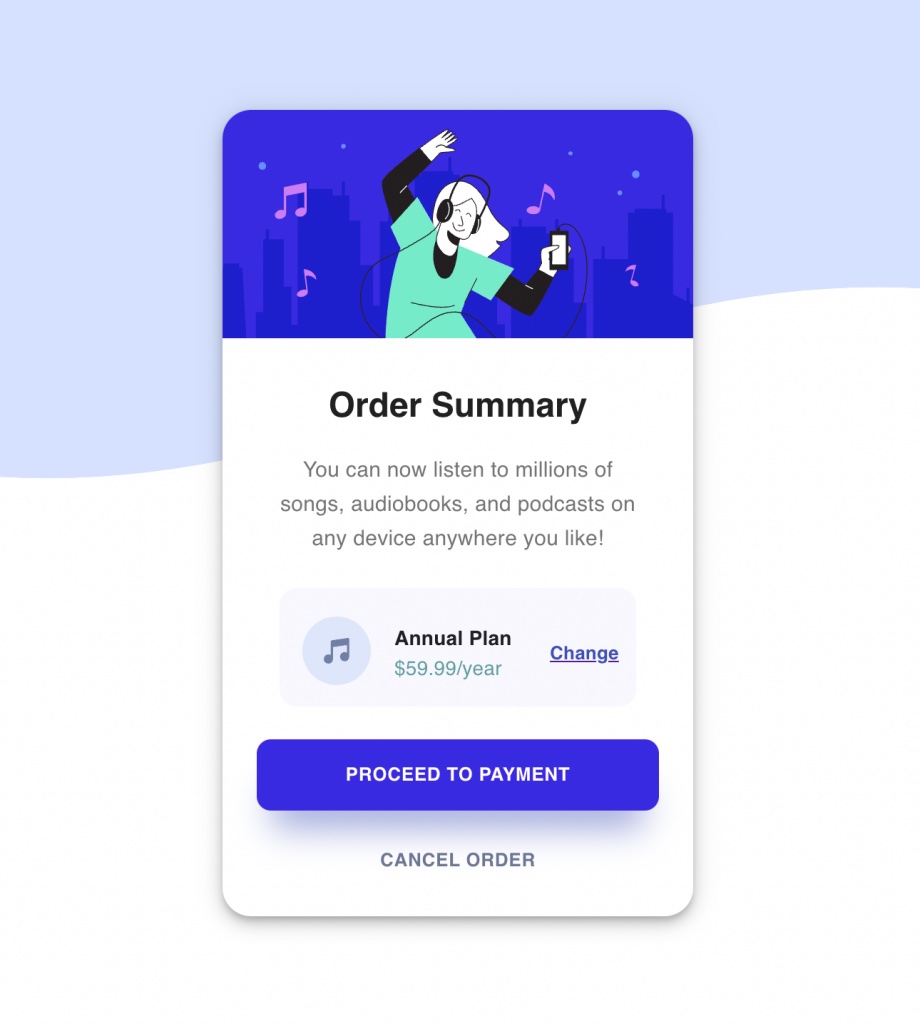 Order Summary
You can now listen to millions of
songs, audiobooks, and podcasts on
any device anywhere you like!
Annual Plan
$59.99/year
Change
PROCEED TO PAYMENT
CANCEL ORDER